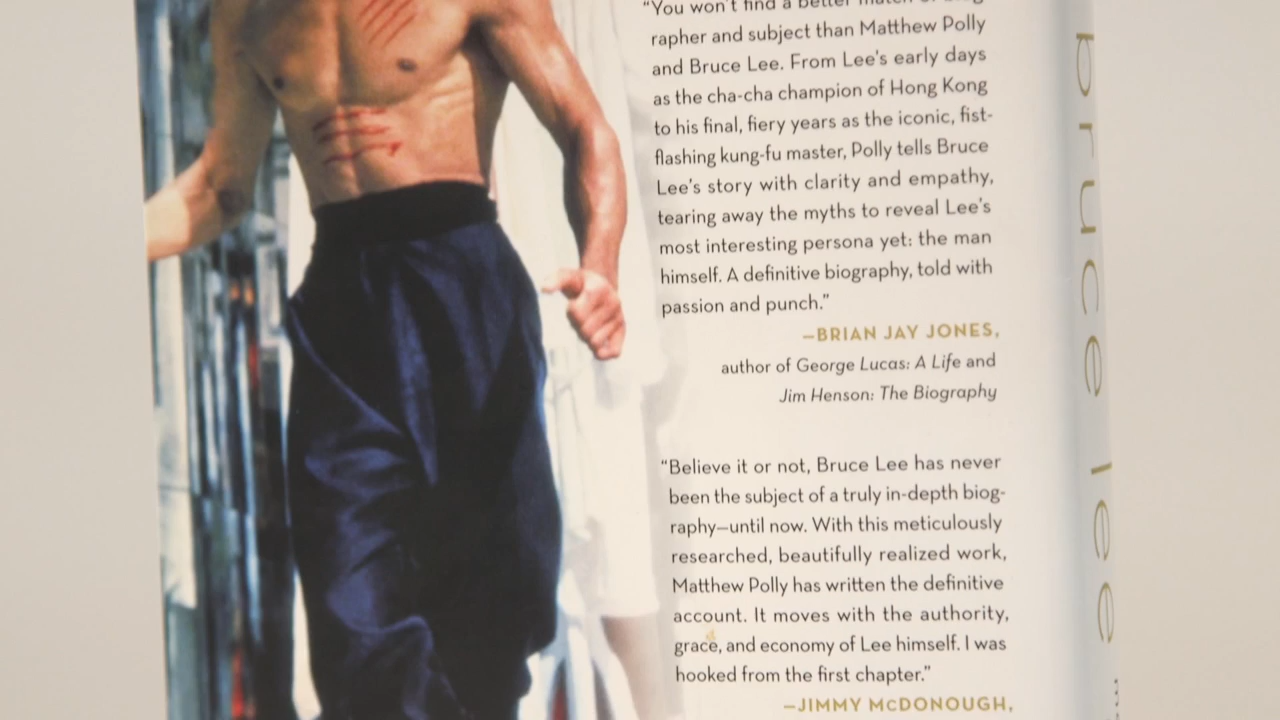 "You won't find a better match of biog-
rapher and subject than Matthew Polly
and Bruce Lee. From Lee's early days
as the cha-cha champion of Hong Kong
to his final, fiery years as the iconic, fist-
flashing kung-fu master, Polly tells Bruce
Lee's story with clarity and empathy,
tearing away the myths to reveal Lee's
most interesting persona yet: the man
himself. A definitive biography, told with
passion and punch."
—BRIAN JAY JONES,
author of George Lucas: A Life and
Jim Henson: The Biography
"Believe it or not, Bruce Lee has never
been the subject of a truly in-depth biog-
raphy—until now. With this meticulously
researched, beautifully realized work,
Matthew Polly has written the definitive
account. It moves with the authority,
grace, and economy of Lee himself. I was
hooked from the first chapter."
—JIMMY McDONOUGH,
bruce lee